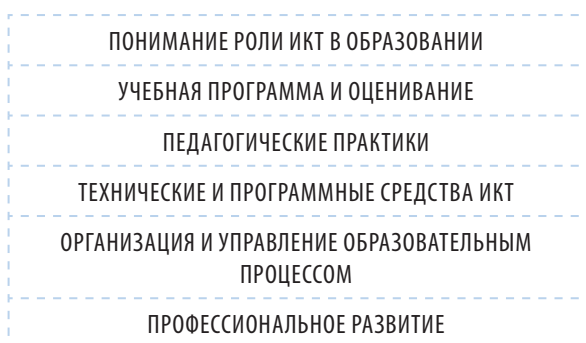 ПОНИМАНИЕ РОЛИ ИКТ В ОБРАЗОВАНИИ
УЧЕБНАЯ ПРОГРАММА И ОЦЕНИВАНИЕ
ПЕДАГОГИЧЕСКИЕ ПРАКТИКИ
ТЕХНИЧЕСКИЕ И ПРОГРАММНЫЕ СРЕДСТВА ИКТ
ОРГАНИЗАЦИЯ И УПРАВЛЕНИЕ ОБРАЗОВАТЕЛЬНЫМ
ПРОЦЕССОМ
ПРОФЕССИОНАЛЬНОЕ РАЗВИТИЕ